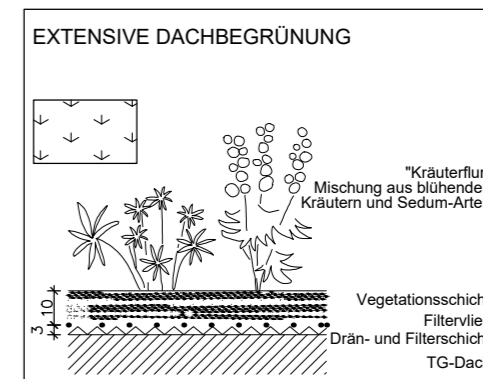 EXTENSIVE DACHBEGRÜNUNG
"Kräuterflur
Mischung aus blühende
Kräutern und Sedum-Arte
10
3
Vegetationsschich
Filtervlie
Drän- und Filterschich
TG-Dac